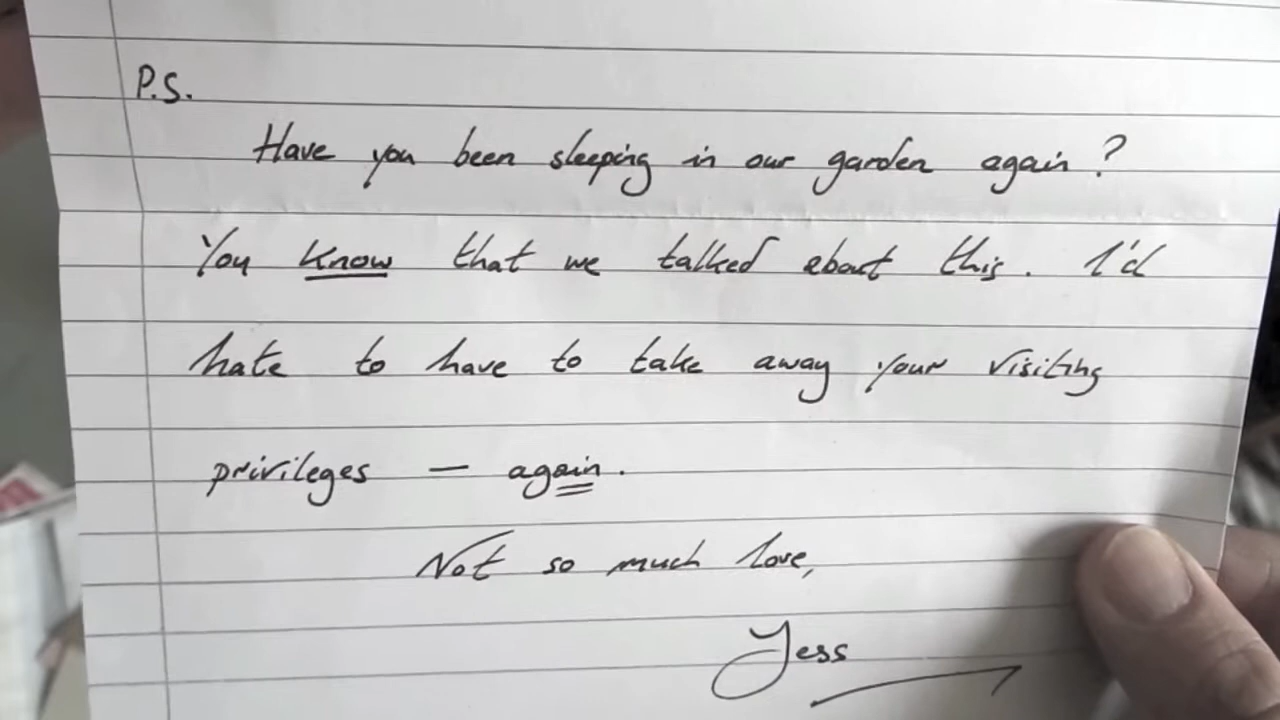 P.S.
Have you been sleeping in our garden again?
You know that we talked about this. I'd
hate to have to take away your visiting
privileges — again.
Not so much love,
Jess